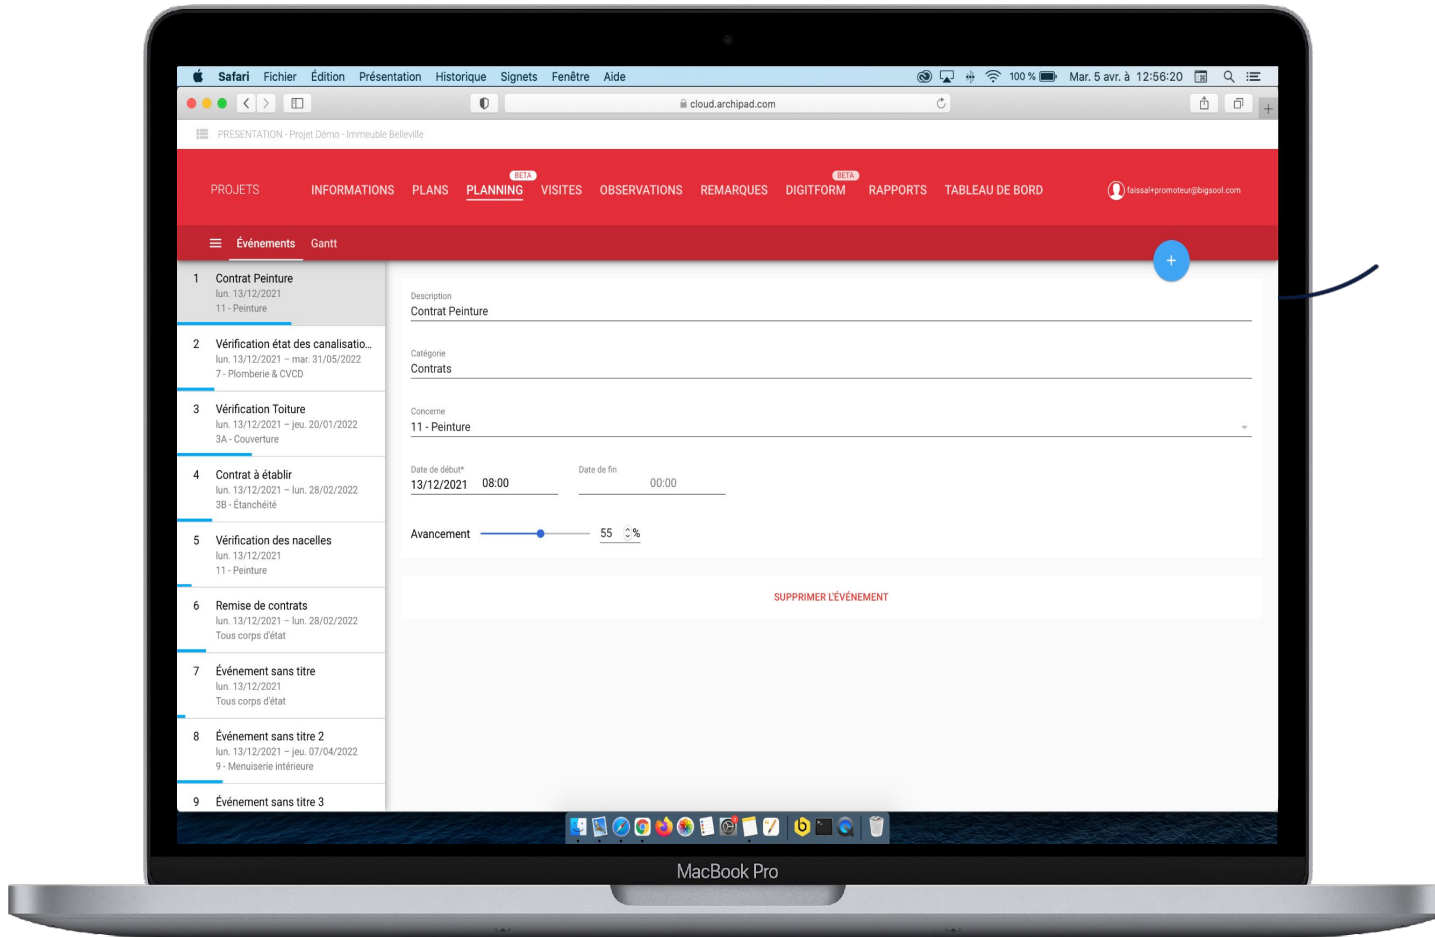 Safari Fichier Édition Présentation Historique Signets Fenêtre Aide 100 % Mar. 5 avr. à 12:56:20
cloud.archipad.com
PRESENTATION - Projet Démo - Immeuble Belleville
BETA BETA
PROJETS INFORMATIONS PLANS PLANNING VISITES OBSERVATIONS REMARQUES DIGITFORM RAPPORTS TABLEAU DE BORD faissal+promoteur@bigsool.com
Événements Gantt
+
1 Contrat Peinture
lun. 13/12/2021
11 - Peinture
2 Vérification état des canalisatio...
lun. 13/12/2021 – mar. 31/05/2022
7 - Plomberie & CVCD
3 Vérification Toiture
lun. 13/12/2021 – jeu. 20/01/2022
3A - Couverture
4 Contrat à établir
lun. 13/12/2021 – lun. 28/02/2022
3B - Étanchéité
5 Vérification des nacelles
lun. 13/12/2021
11 - Peinture
6 Remise de contrats
lun. 13/12/2021 – lun. 28/02/2022
Tous corps d'état
7 Événement sans titre
lun. 13/12/2021
Tous corps d'état
8 Événement sans titre 2
lun. 13/12/2021 – jeu. 07/04/2022
9 - Menuiserie intérieure
9 Événement sans titre 3
Description
Contrat Peinture
Catégorie
Contrats
Concerne
11 - Peinture
Date de début* Date de fin
13/12/2021 08:00 00:00
Avancement 55 %
SUPPRIMER L'ÉVÉNEMENT
MacBook Pro